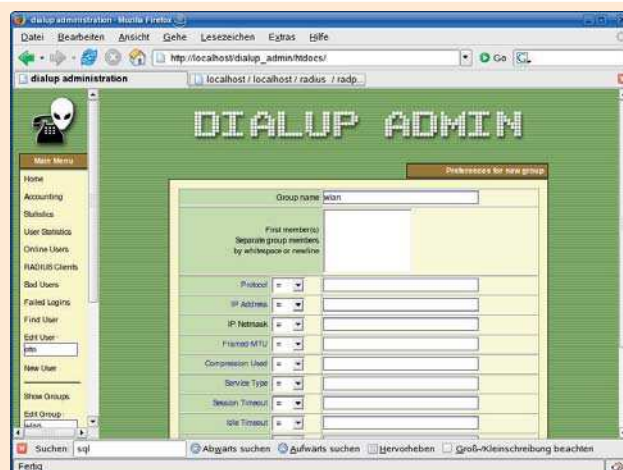 dialup administration - Mozilla Firefox
Datei Bearbeiten Ansicht Gehe Lesezeichen Extras Hilfe
http://localhost/dialup_admin/htdocs/ Go
dialup administration localhost / localhost / radius / radp...
DIALUP ADMIN
Main Menu
Home
Accounting
Statistics
User Statistics
Online Users
RADIUS Clients
Bad Users
Failed Logins
Find User
Edit User
otto
New User
Show Groups
Edit Group
wlan
Preferences for new group
Group name wlan
First member(s)
Separate group members
by whitespace or newline
Protocol =
IP Address =
IP Netmask =
Framed-MTU =
Compression Used =
Service Type =
Session Timeout =
Idle Timeout =
Suchen: sql Abwärts suchen Aufwärts suchen Hervorheben Groß-/Kleinschreibung beachten
Fertig